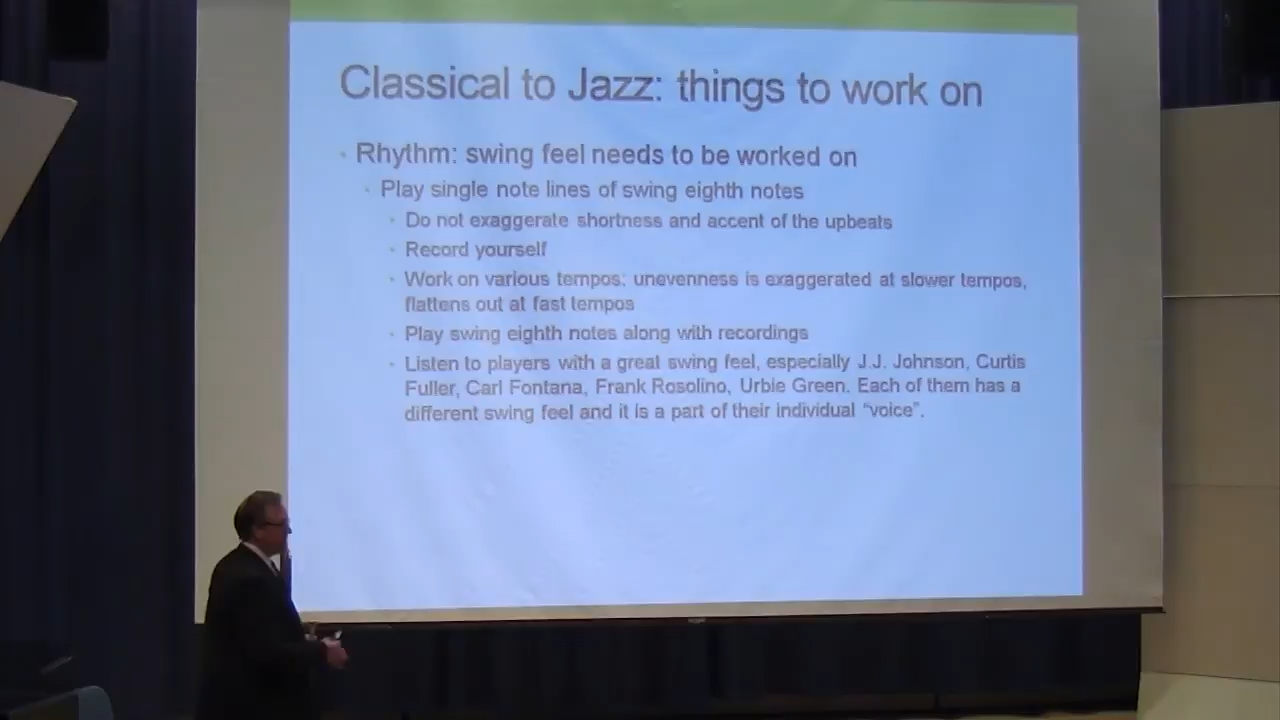 Classical to Jazz: things to work on
Rhythm: swing feel needs to be worked on
Play single note lines of swing eighth notes
Do not exaggerate shortness and accent of the upbeats
Record yourself
Work on various tempos: unevenness is exaggerated at slower tempos,
flattens out at fast tempos
Play swing eighth notes along with recordings
Listen to players with a great swing feel, especially J.J. Johnson, Curtis
Fuller, Carl Fontana, Frank Rosolino, Urbie Green. Each of them has a
different swing feel and it is a part of their individual “voice”.